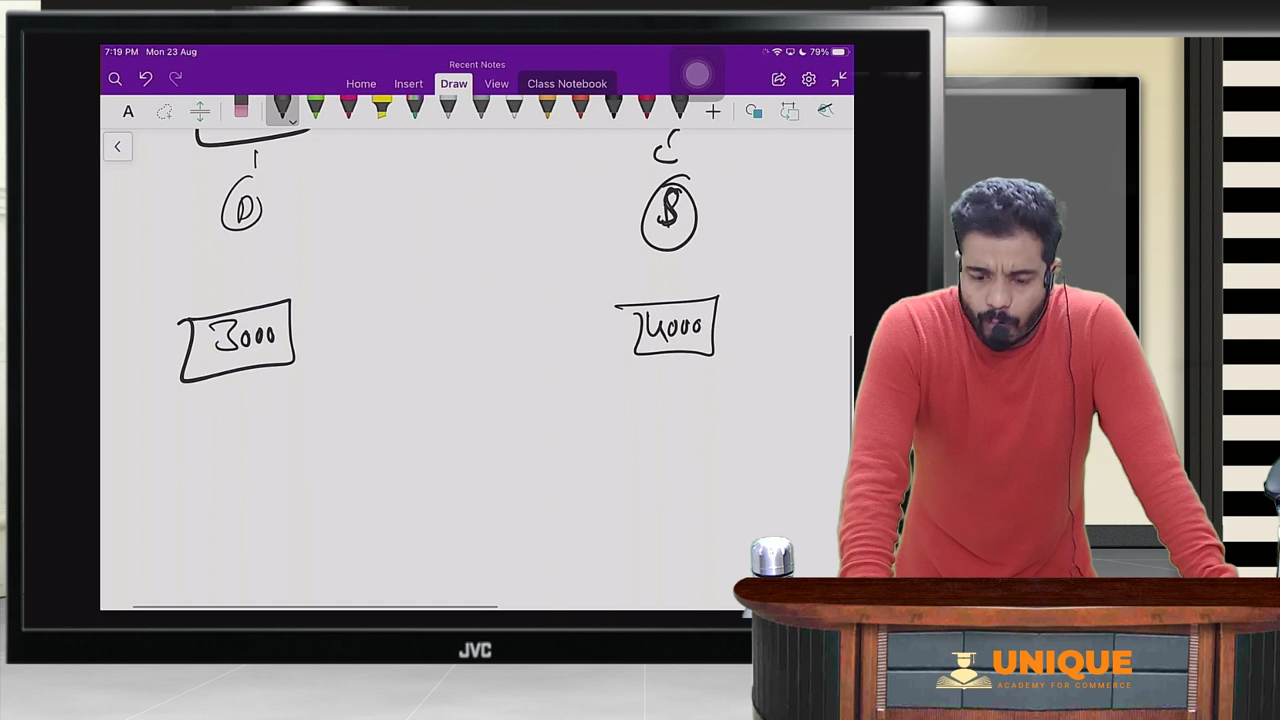 7:19 PM Mon 23 Aug
79%
Recent Notes
Home Insert Draw View Class Notebook
A
D
B
3000
4000
JVC
UNIQUE
ACADEMY FOR COMMERCE